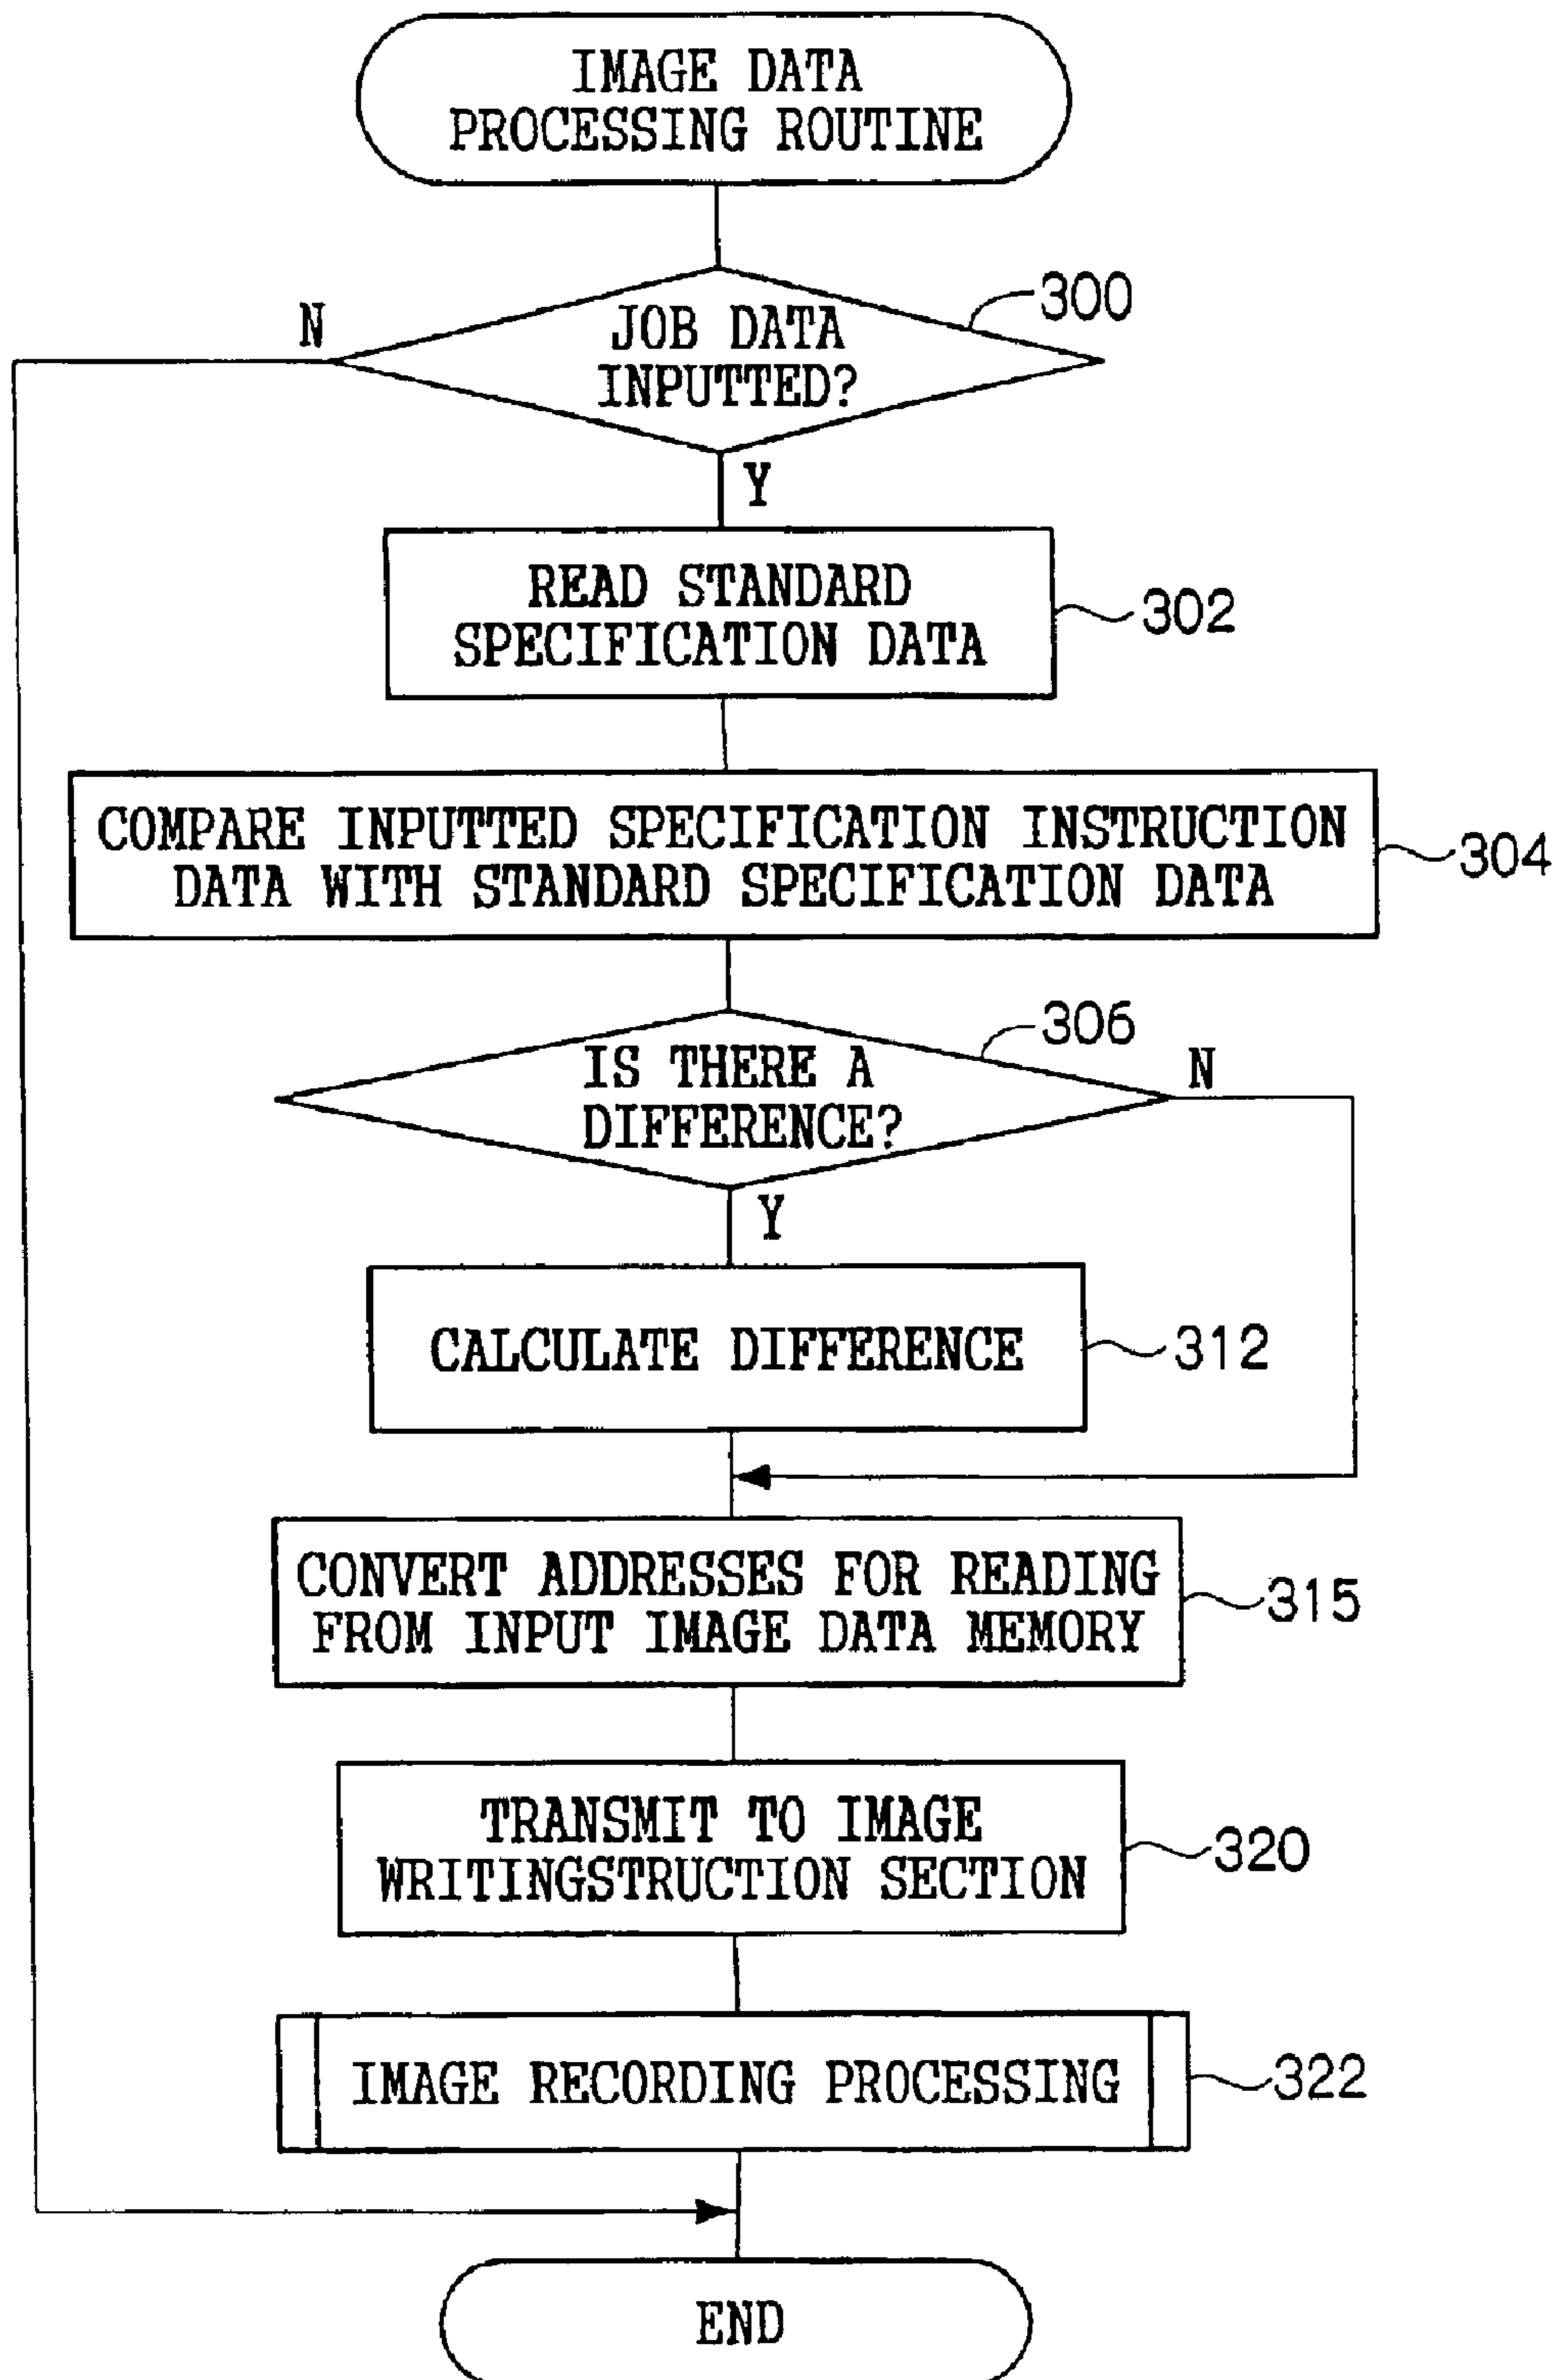 IMAGE DATA
PROCESSING ROUTINE
300
N
JOB DATA
INPUTTED?
Y
READ STANDARD
SPECIFICATION DATA
302
COMPARE INPUTTED SPECIFICATION INSTRUCTION
DATA WITH STANDARD SPECIFICATION DATA
304
306
IS THERE A
DIFFERENCE?
N
Y
CALCULATE DIFFERENCE
312
CONVERT ADDRESSES FOR READING
FROM INPUT IMAGE DATA MEMORY
315
TRANSMIT TO IMAGE
WRITINGSTRUCTION SECTION
320
IMAGE RECORDING PROCESSING
322
END